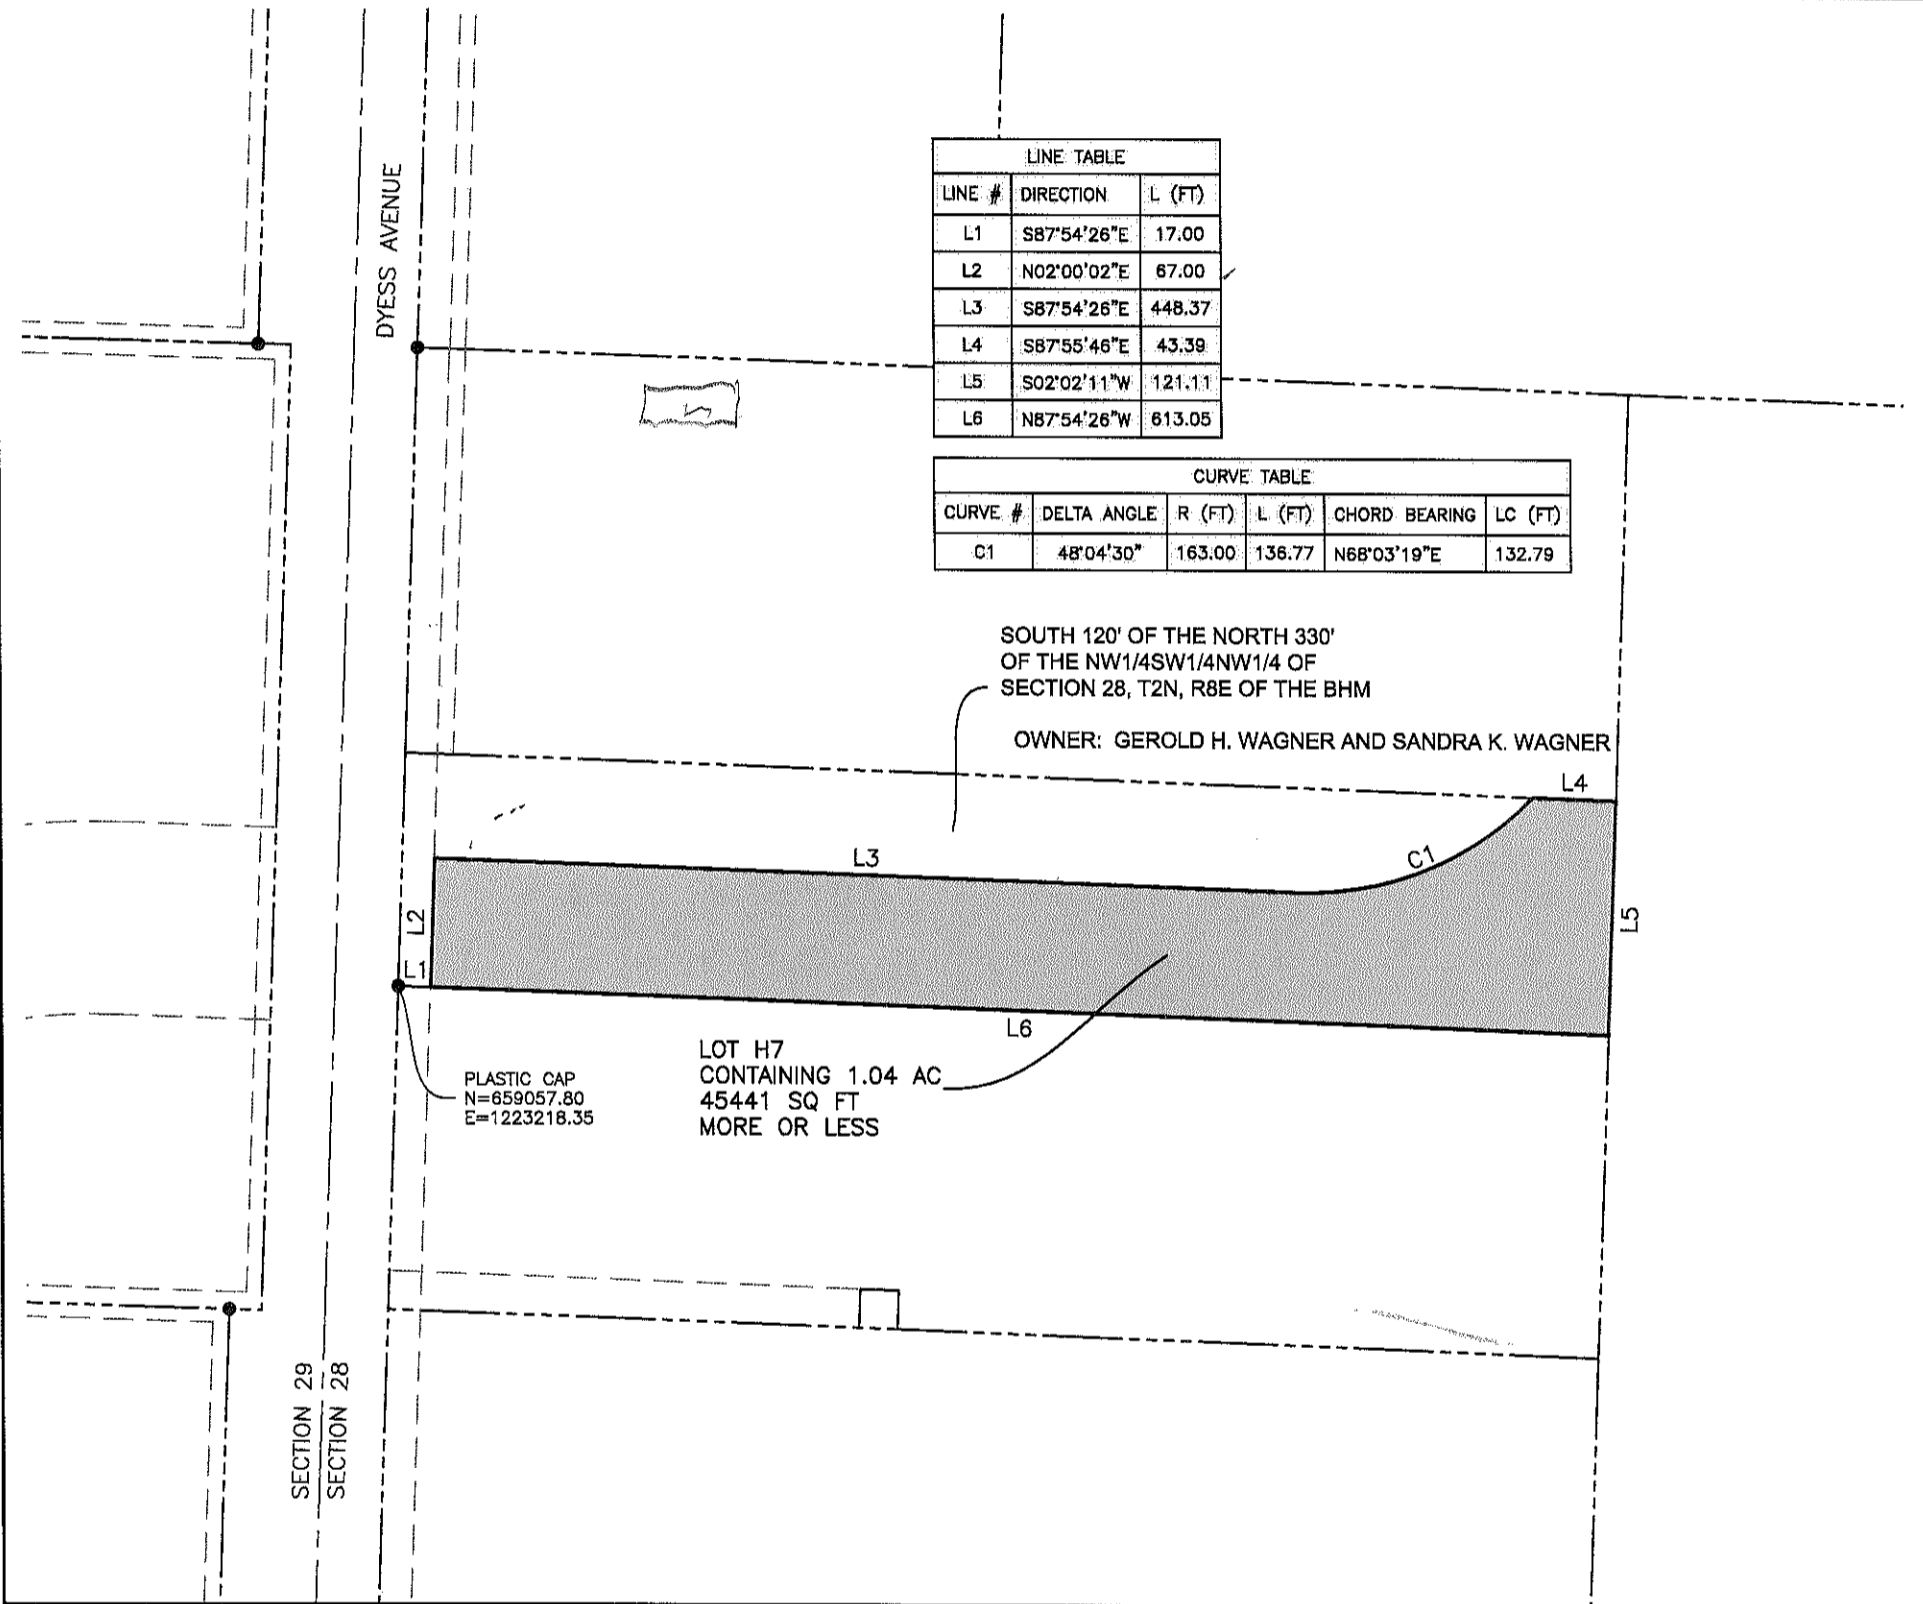 DYESS AVENUE
LINE TABLE
LINE # DIRECTION L (FT)
L1 S87°54'26"E 17.00
L2 N02°00'02"E 67.00
L3 S87°54'26"E 448.37
L4 S87°55'46"E 43.39
L5 S02°02'11"W 121.11
L6 N87°54'26"W 613.05
CURVE TABLE
CURVE # DELTA ANGLE R (FT) L (FT) CHORD BEARING LC (FT)
C1 48°04'30" 163.00 136.77 N68°03'19"E 132.79
SOUTH 120' OF THE NORTH 330'
OF THE NW1/4SW1/4NW1/4 OF
SECTION 28, T2N, R8E OF THE BHM
OWNER: GEROLD H. WAGNER AND SANDRA K. WAGNER
L4
L3
C1
L2
L5
L1
L6
PLASTIC CAP
N=659057.80
E=1223218.35
LOT H7
CONTAINING 1.04 AC
45441 SQ FT
MORE OR LESS
SECTION 29
SECTION 28